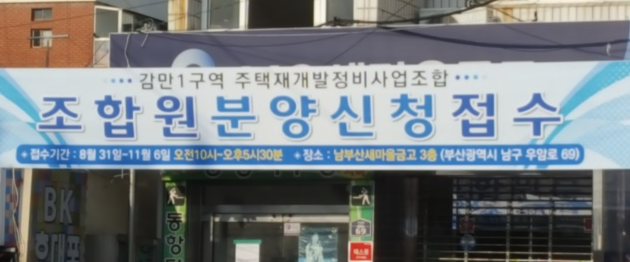 감만1구역 주택재개발정비사업조합
조합원분양신청접수
접수기간 : 8월 31일~11월 6일 오전10시~오후5시30분 장소 : 남부산새마을금고 3층 (부산광역시 남구 우암로 69)
BK
동항